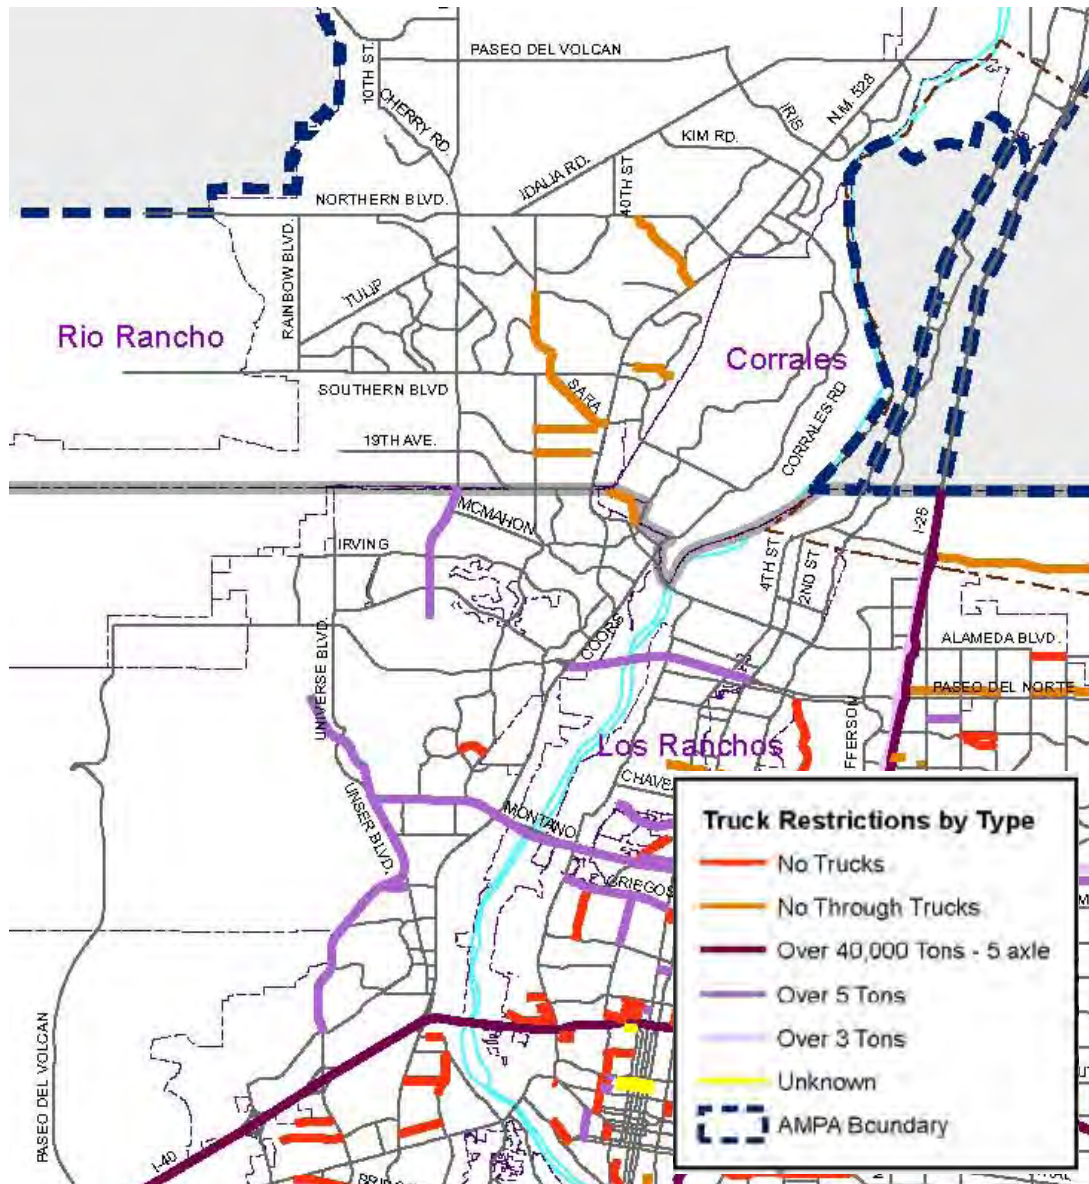 PASEO DEL VOLCAN
10TH ST.
CHERRY RD.
IRIS
N.M. 528
KIM RD.
IDALIA RD.
40TH ST
NORTHERN BLVD.
RAINBOW BLVD.
TULIP
Rio Rancho
Corrales
SOUTHERN BLVD
SARA
CORRALES RD
19TH AVE.
MCMAHON
I-25
IRVING
4TH ST
2ND ST
COORS
ALAMEDA BLVD.
UNIVERSE BLVD.
PASEO DEL NORTE
Los Ranchos
EFFERSON
CHAVE
UNSER BLVD.
MONTANO
GRIEGOS
PASEO DEL VOLCAN
I-40
Truck Restrictions by Type
No Trucks
No Through Trucks
Over 40,000 Tons - 5 axle
Over 5 Tons
Over 3 Tons
Unknown
AMPA Boundary